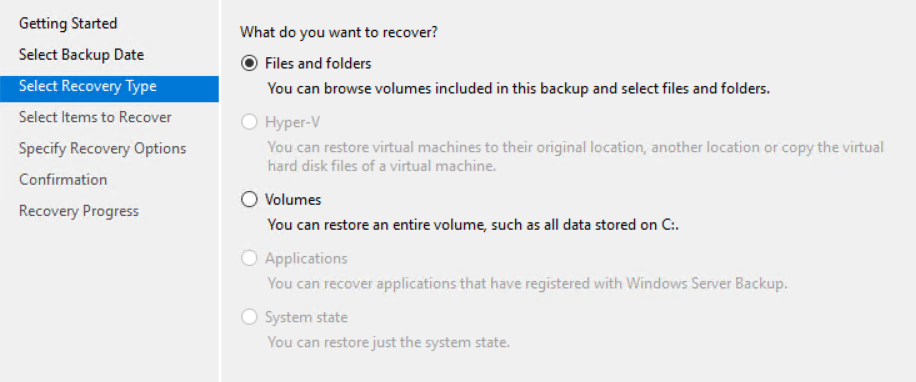 Getting Started
Select Backup Date
Select Recovery Type
Select Items to Recover
Specify Recovery Options
Confirmation
Recovery Progress
What do you want to recover?
Files and folders
You can browse volumes included in this backup and select files and folders.
Hyper-V
You can restore virtual machines to their original location, another location or copy the virtual
hard disk files of a virtual machine.
Volumes
You can restore an entire volume, such as all data stored on C:.
Applications
You can recover applications that have registered with Windows Server Backup.
System state
You can restore just the system state.